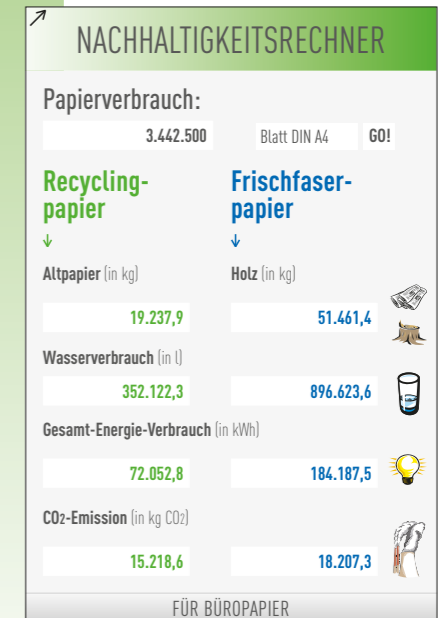 NACHHALTIGKEITSRECHNER
Papierverbrauch:
3.442.500 Blatt DIN A4 GO!
Recycling- Frischfaser-
papier papier
Altpapier (in kg) Holz (in kg)
19.237,9 51.461,4
Wasserverbrauch (in l)
352.122,3 896.623,6
Gesamt-Energie-Verbrauch (in kWh)
72.052,8 184.187,5
CO2-Emission (in kg CO2)
15.218,6 18.207,3
FÜR BÜROPAPIER